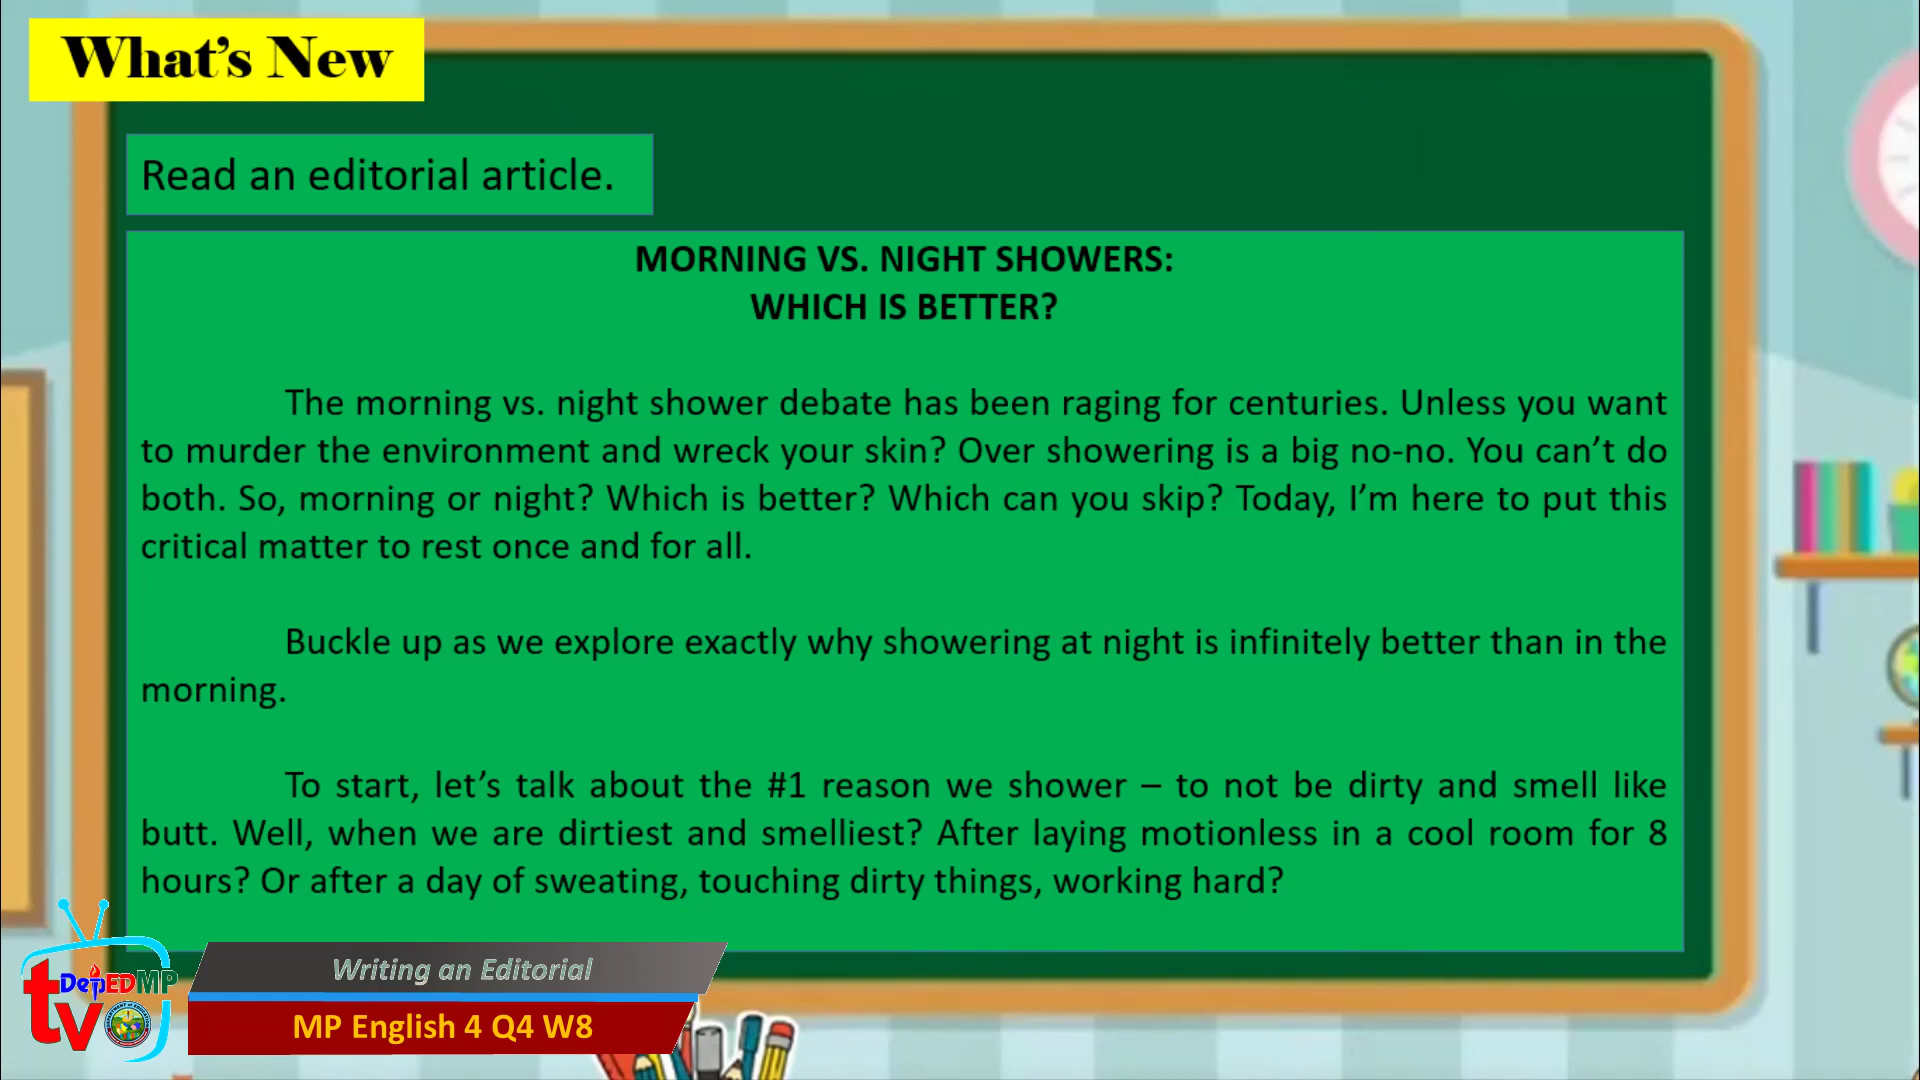 What's New
Read an editorial article.
MORNING VS. NIGHT SHOWERS:
WHICH IS BETTER?
The morning vs. night shower debate has been raging for centuries. Unless you want
to murder the environment and wreck your skin? Over showering is a big no-no. You can't do
both. So, morning or night? Which is better? Which can you skip? Today, I'm here to put this
critical matter to rest once and for all.
Buckle up as we explore exactly why showering at night is infinitely better than in the
morning.
To start, let's talk about the #1 reason we shower – to not be dirty and smell like
butt. Well, when we are dirtiest and smelliest? After laying motionless in a cool room for 8
hours? Or after a day of sweating, touching dirty things, working hard?
Writing an Editorial
MP English 4 Q4 W8
DepEDMP
tv